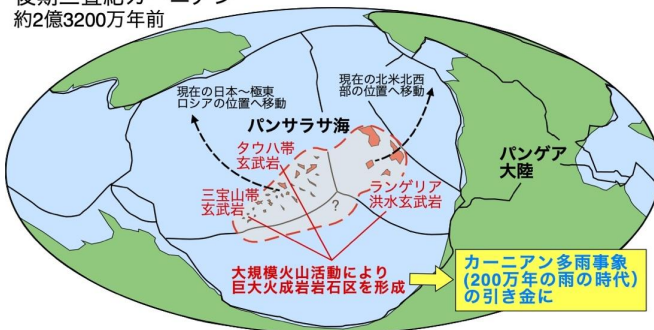 約2億3200万年前
現在の日本〜極東
ロシアの位置へ移動
現在の北米北西
部の位置へ移動
パンサラサ海
タウハ帯
玄武岩
三宝山帯
玄武岩
ランゲリア
洪水玄武岩
?
パンゲア
大陸
大規模火山活動により
巨大火成岩岩石区を形成
カーニアン多雨事象
(200万年の雨の時代)
の引き金に